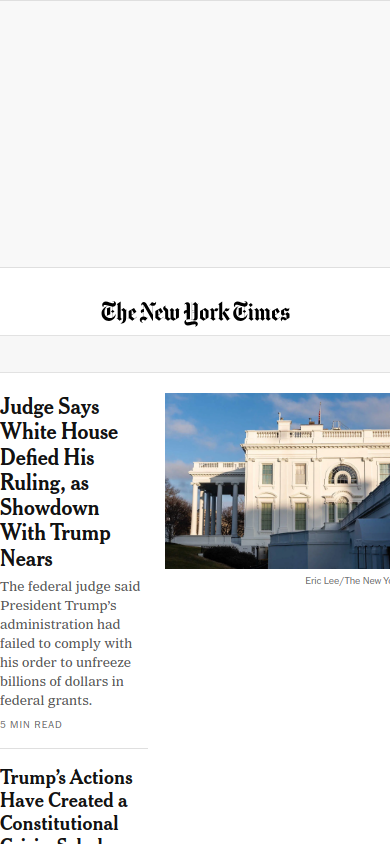 The New York Times
Judge Says
White House
Defied His
Ruling, as
Showdown
With Trump
Nears
The federal judge said
President Trump's
administration had
failed to comply with
his order to unfreeze
billions of dollars in
federal grants.
5 MIN READ
Eric Lee/The New
Trump's Actions
Have Created a
Constitutional